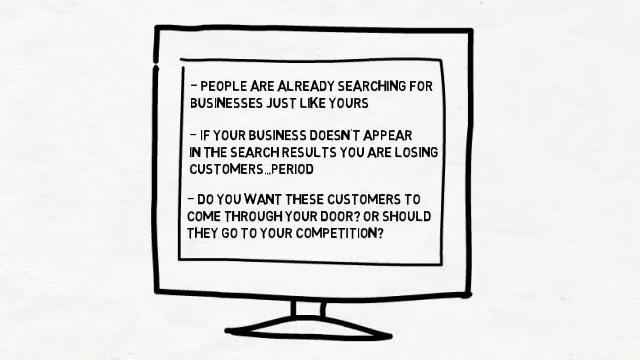 - PEOPLE ARE ALREADY SEARCHING FOR
BUSINESSES JUST LIKE YOURS
- IF YOUR BUSINESS DOESN'T APPEAR
IN THE SEARCH RESULTS YOU ARE LOSING
CUSTOMERS...PERIOD
- DO YOU WANT THESE CUSTOMERS TO
COME THROUGH YOUR DOOR? OR SHOULD
THEY GO TO YOUR COMPETITION?